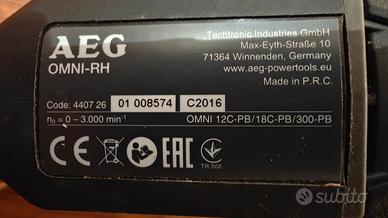 AEG
OMNI-RH
Techtronic Industries GmbH
Max-Eyth-Straße 10
71364 Winnenden, Germany
www.aeg-powertools.eu
Made in P.R.C.
Code: 4407 26 01 008574 C2016
n₀ = 0 – 3.000 min⁻¹ OMNI 12C-PB/18C-PB/300-PB
CE EAC
TR 066
subito